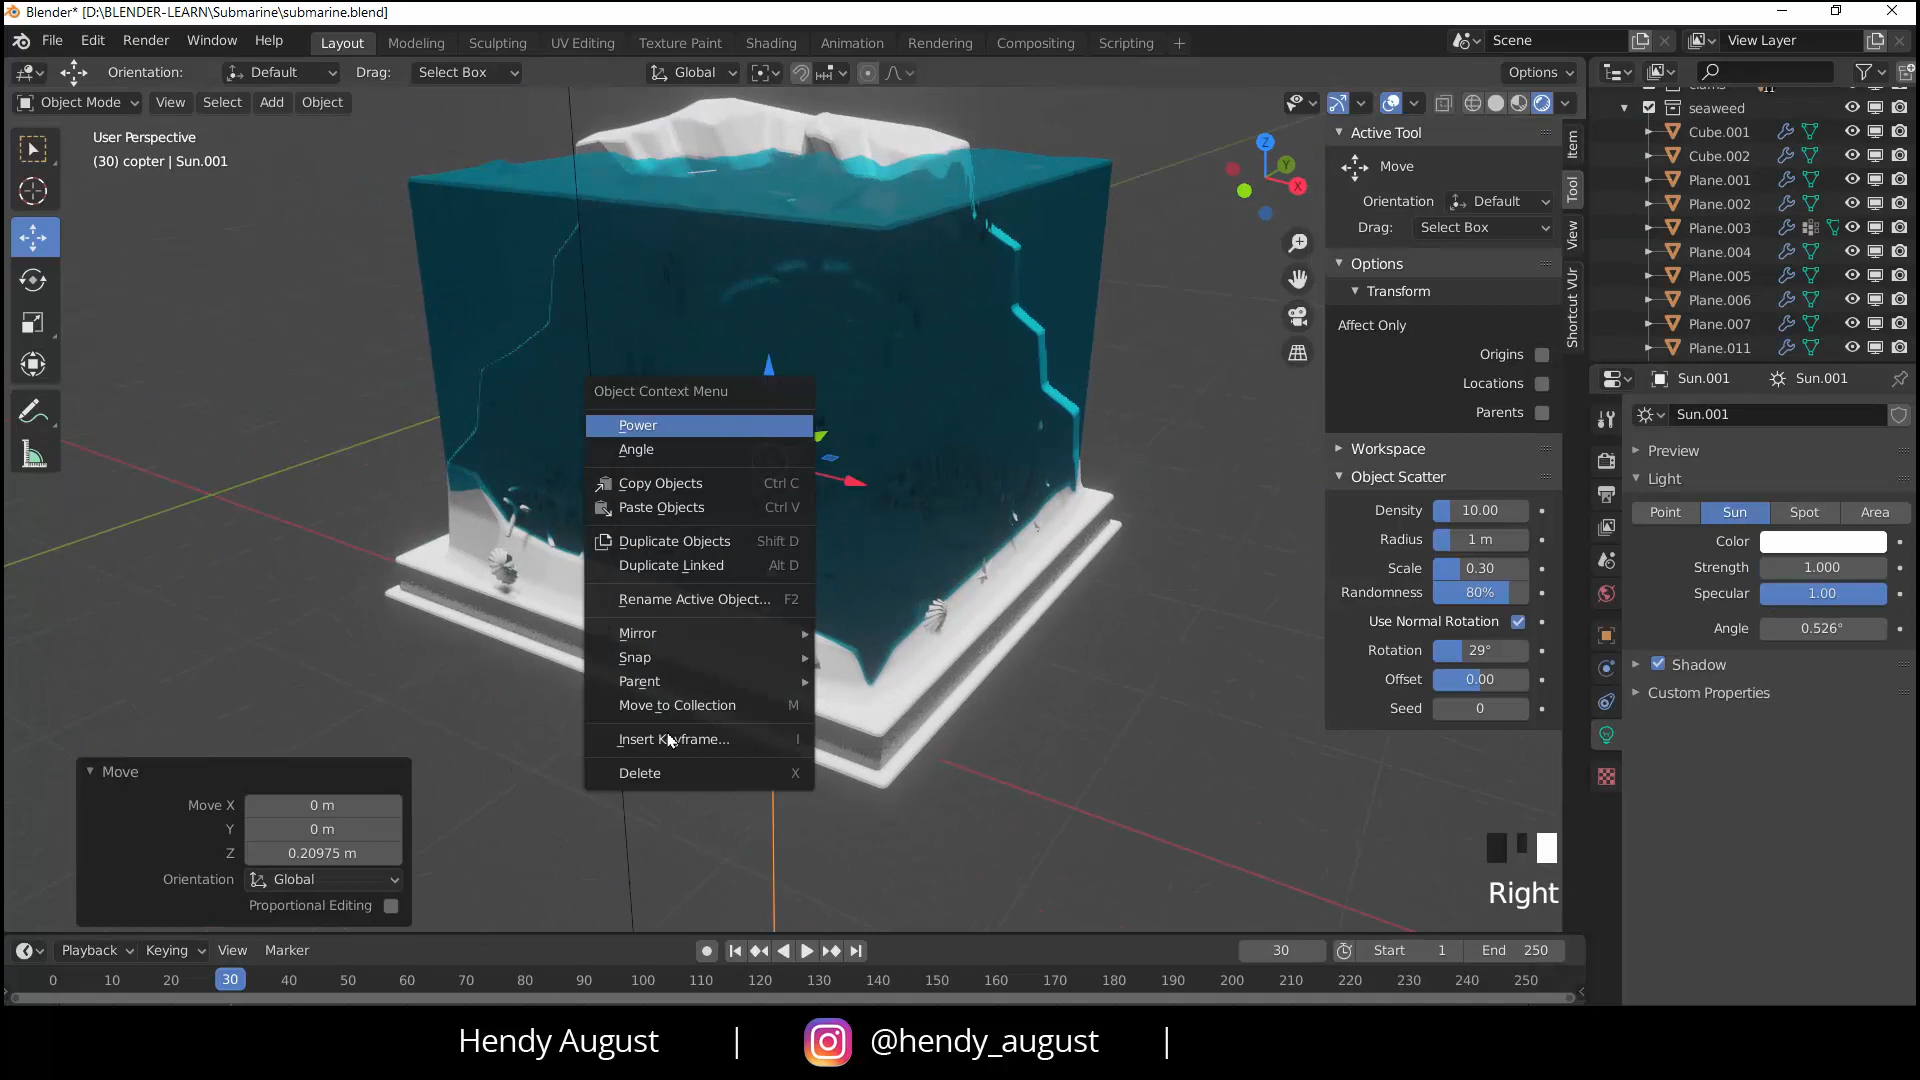 Blender* [D:\BLENDER-LEARN\Submarine\submarine.blend]
File Edit Render Window Help
Layout Modeling Sculpting UV Editing Texture Paint Shading Animation Rendering Compositing Scripting
Scene
View Layer
Orientation: Default Drag: Select Box
Global
Options
Object Mode View Select Add Object
User Perspective
(30) copter | Sun.001
Z
Y
X
Active Tool
Move
Orientation Default
Drag: Select Box
Options
Transform
Affect Only
Origins
Locations
Parents
Workspace
Object Scatter
Density 10.00
Radius 1 m
Scale 0.30
Randomness 80%
Use Normal Rotation
Rotation 29°
Offset 0.00
Seed 0
Item
Tool
View
Shortcut VUr
clams
11
seaweed
Cube.001
Cube.002
Plane.001
Plane.002
Plane.003
Plane.004
Plane.005
Plane.006
Plane.007
Plane.011
Sun.001 Sun.001
Sun.001
Preview
Light
Point Sun Spot Area
Color
Strength 1.000
Specular 1.00
Angle 0.526°
Shadow
Custom Properties
Object Context Menu
Power
Angle
Copy Objects Ctrl C
Paste Objects Ctrl V
Duplicate Objects Shift D
Duplicate Linked Alt D
Rename Active Object... F2
Mirror
Snap
Parent
Move to Collection M
Insert Keyframe... I
Delete X
Move
Move X 0 m
Y 0 m
Z 0.20975 m
Orientation Global
Proportional Editing
Right
Playback Keying View Marker
30 Start 1 End 250
0 10 20 30 40 50 60 70 80 90 100 110 120 130 140 150 160 170 180 190 200 210 220 230 240 250
Hendy August | @hendy_august |